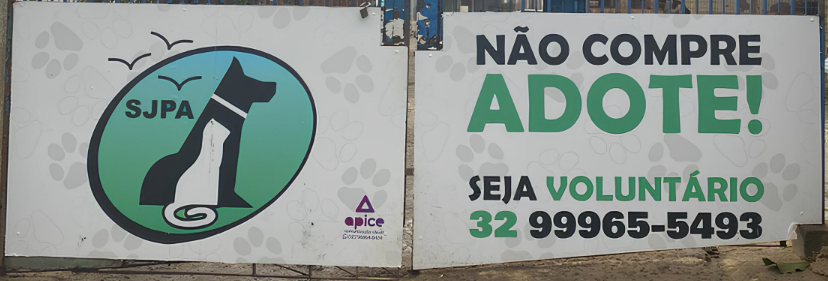 SJPA
apice
NÃO COMPRE
ADOTE!
SEJA VOLUNTÁRIO
32 99965-5493